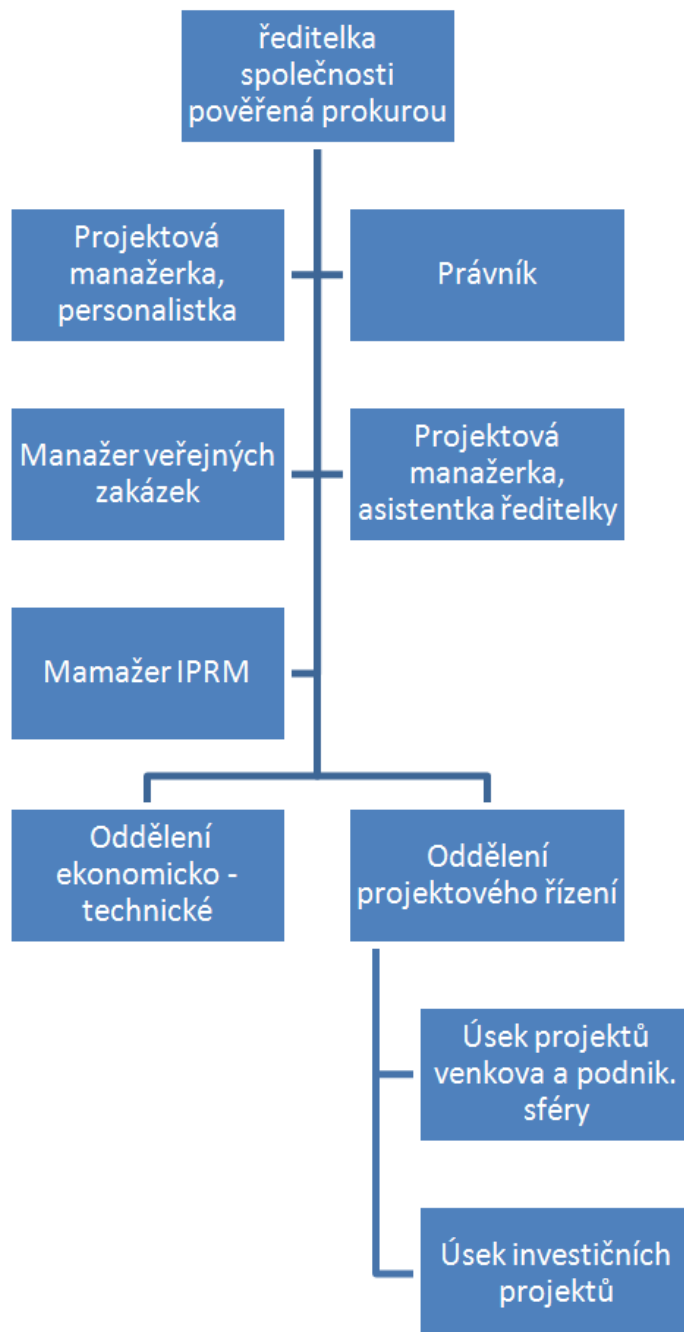 ředitelka
společnosti
pověřená prokurou
Projektová
manažerka,
personalistka
Právník
Manažer veřejných
zakázek
Projektová
manažerka,
asistentka ředitelky
Mamažer IPRM
Oddělení
ekonomicko -
technické
Oddělení
projektového řízení
Úsek projektů
venkova a podnik.
sféry
Úsek investičních
projektů